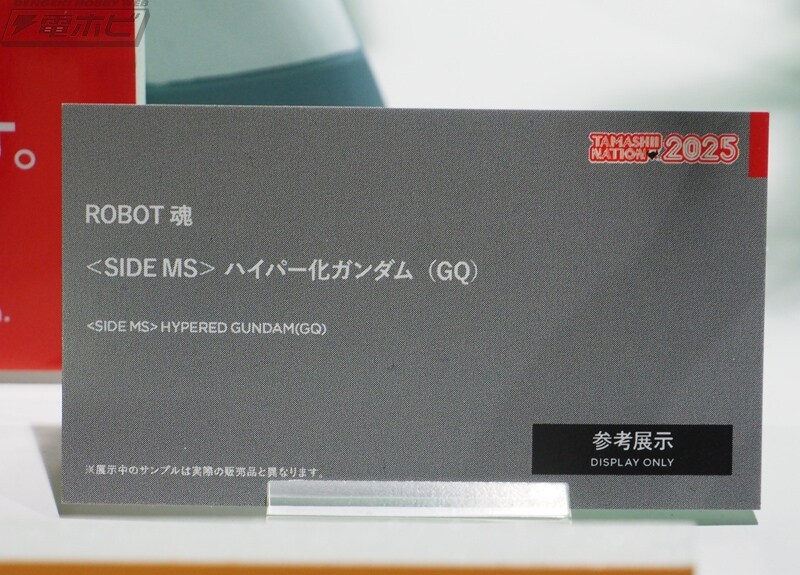 電ホビ
す。
TAMASHII
NATION 2025
ROBOT 魂
＜SIDE MS＞ ハイパー化ガンダム（GQ）
<SIDE MS> HYPERED GUNDAM(GQ)
参考展示
DISPLAY ONLY
※展示中のサンプルは実際の販売品と異なります。